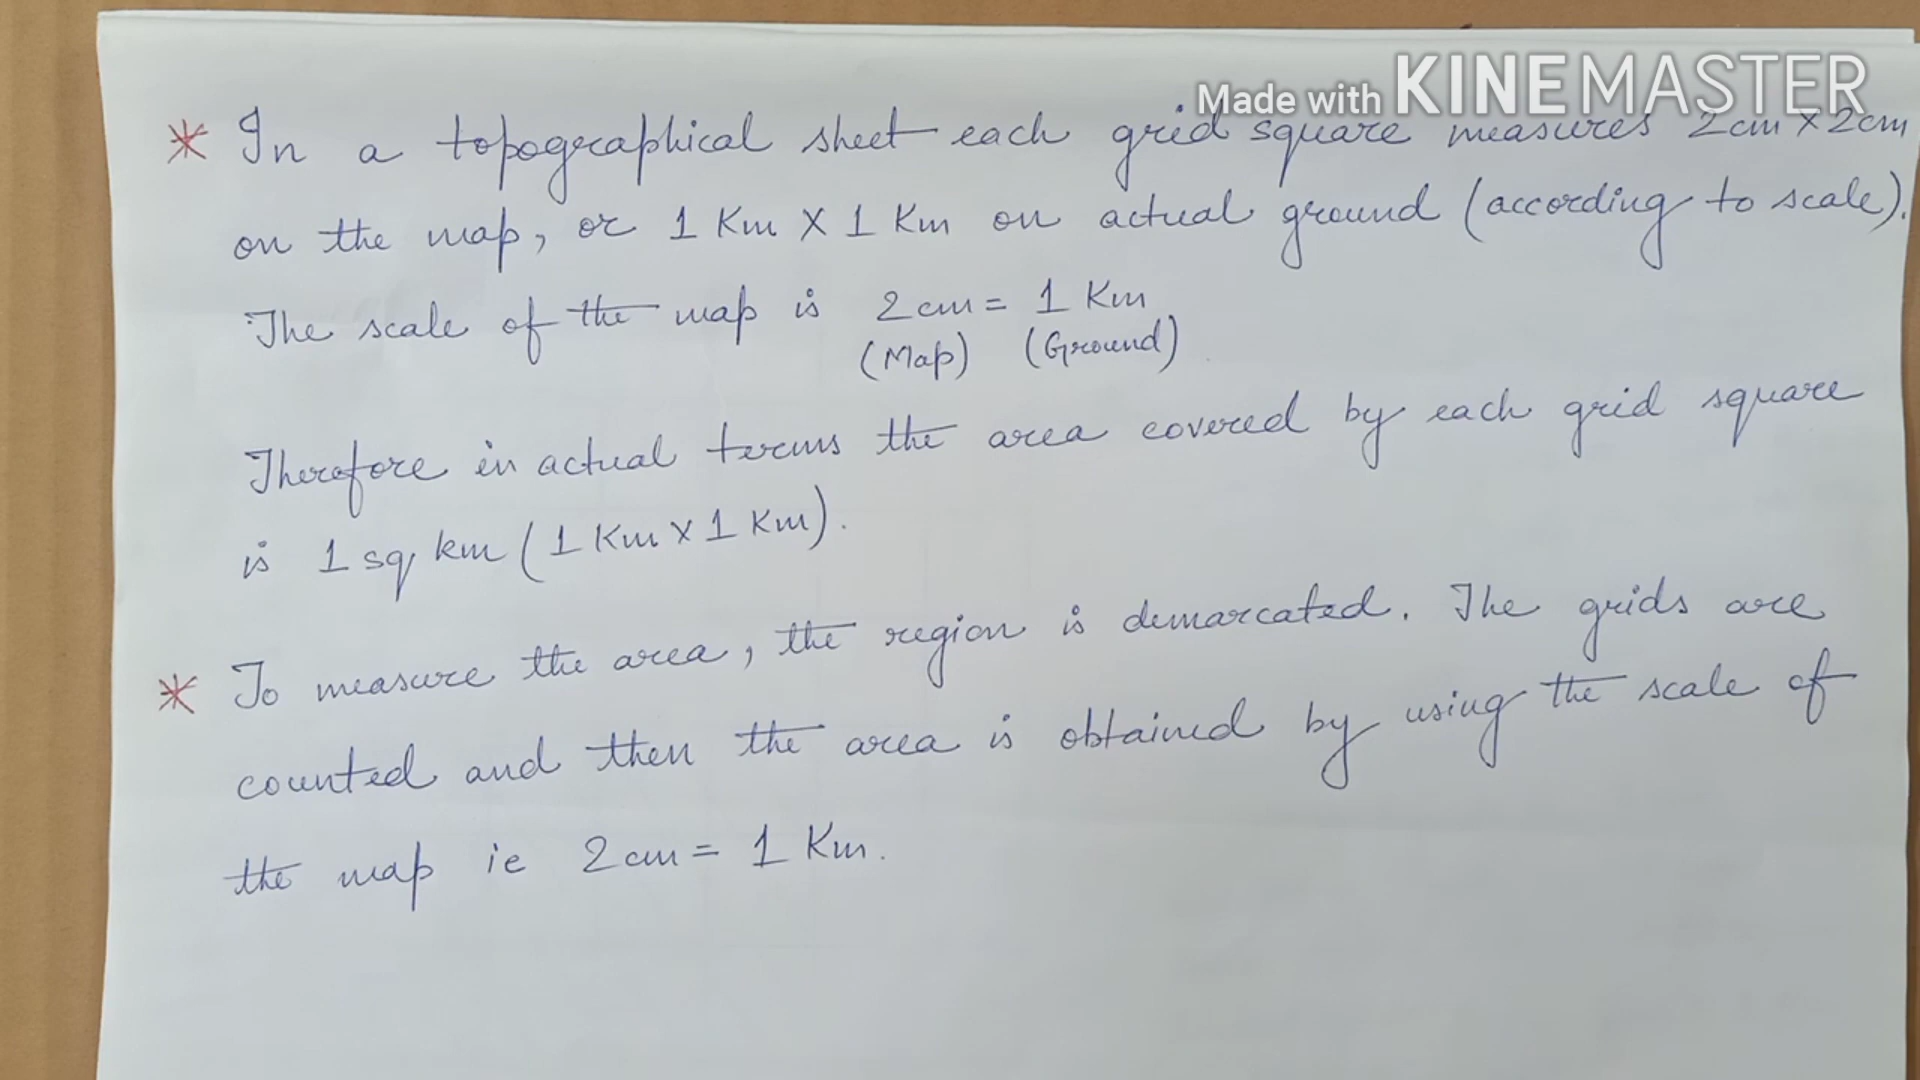 Made with KINEMASTER
* In a topographical sheet each grid square measures 2cm X 2cm
on the map, or 1 Km X 1 Km on actual ground (according to scale).
The scale of the map is 2cm = 1 Km
(Map) (Ground)
Therefore in actual terms the area covered by each grid square
is 1 sq km (1 Km X 1 Km).
* To measure the area, the region is demarcated. The grids are
counted and then the area is obtained by using the scale of
the map ie 2cm = 1 Km.